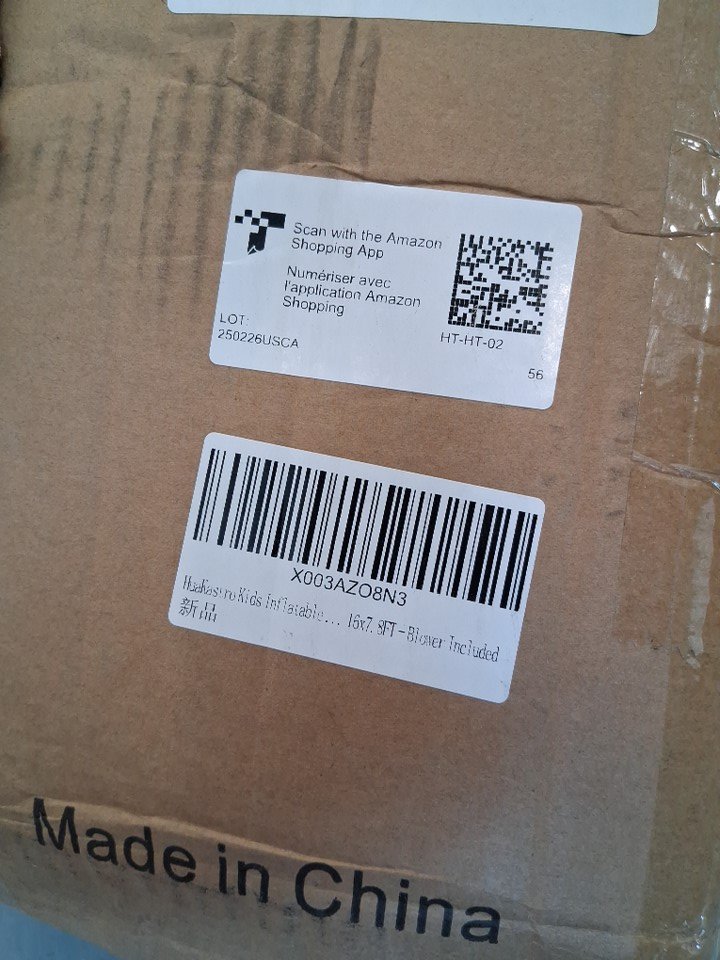 Scan with the Amazon
Shopping App
Numériser avec
l'application Amazon
Shopping
LOT:
250226USCA
HT-HT-02
56
X003AZO8N3
HuaKastro Kids Inflatable... 16x7.8FT-Blower Included
新品
Made in China